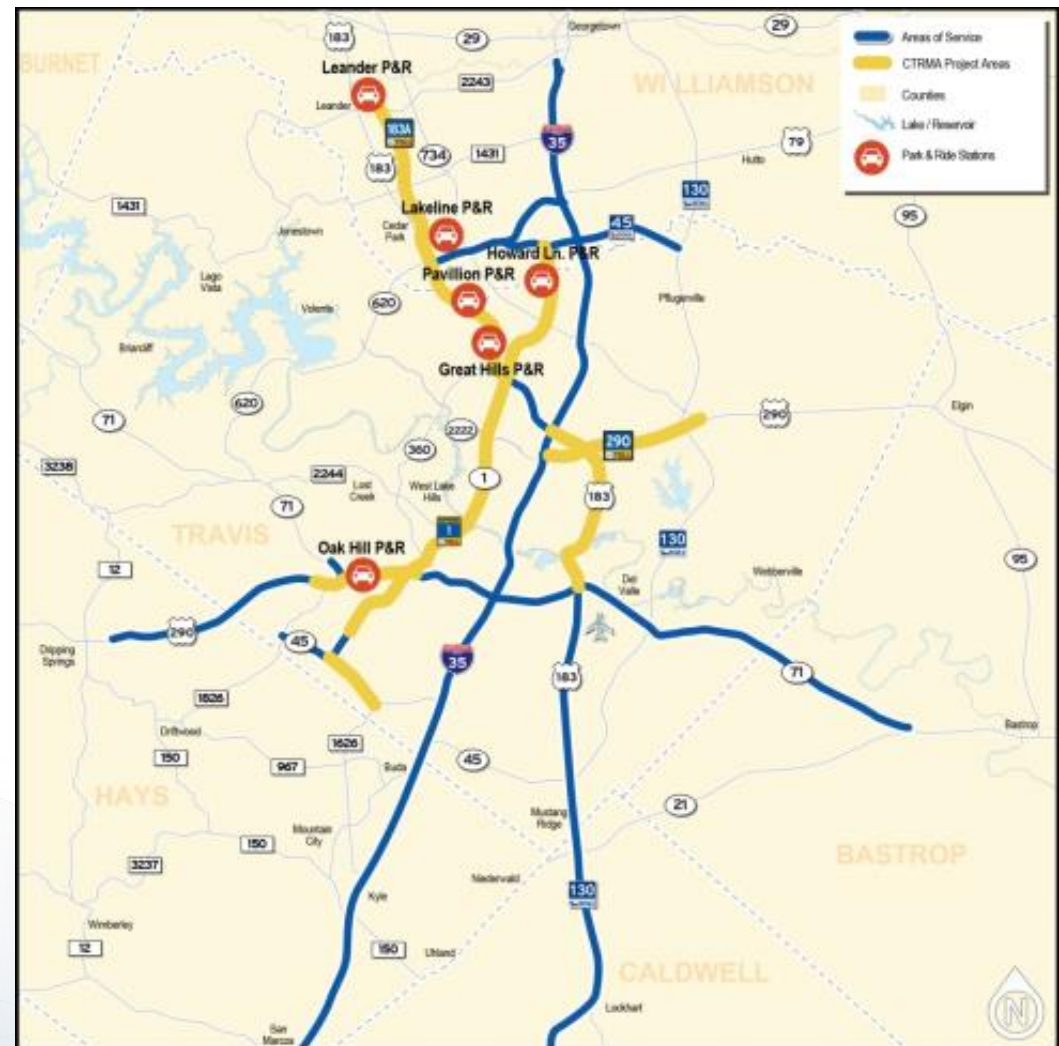 183
29
Georgetown
29
Areas of Service
CTRMA Project Areas
Counties
Lake / Reservoir
Park & Ride Stations
BURNET
Leander P&R
2243
WILLIAMSON
Leander
183A
35
79
734
1431
Hutto
183
130
1431
Lakeline P&R
95
Jonestown
Cedar
Park
45
Howard Ln. P&R
Lago
Vista
Pavillion P&R
620
Volente
Pflugerville
Briarcliff
Great Hills P&R
620
71
290
Elgin
2222
360
290
3238
2244
Lost
Creek
West Lake
Hills
1
183
71
TRAVIS
1
130
Oak Hill P&R
95
12
Del
Valle
Webberville
290
45
Dripping
Springs
35
183
71
1826
Driftwood
1626
Bastrop
150
967
Buda
45
HAYS
21
Mustang
Ridge
Mountain
City
150
BASTROP
3237
Niederwald
130
Kyle
Wimberley
12
150
Uhland
CALDWELL
Lockhart
San
Marcos
N